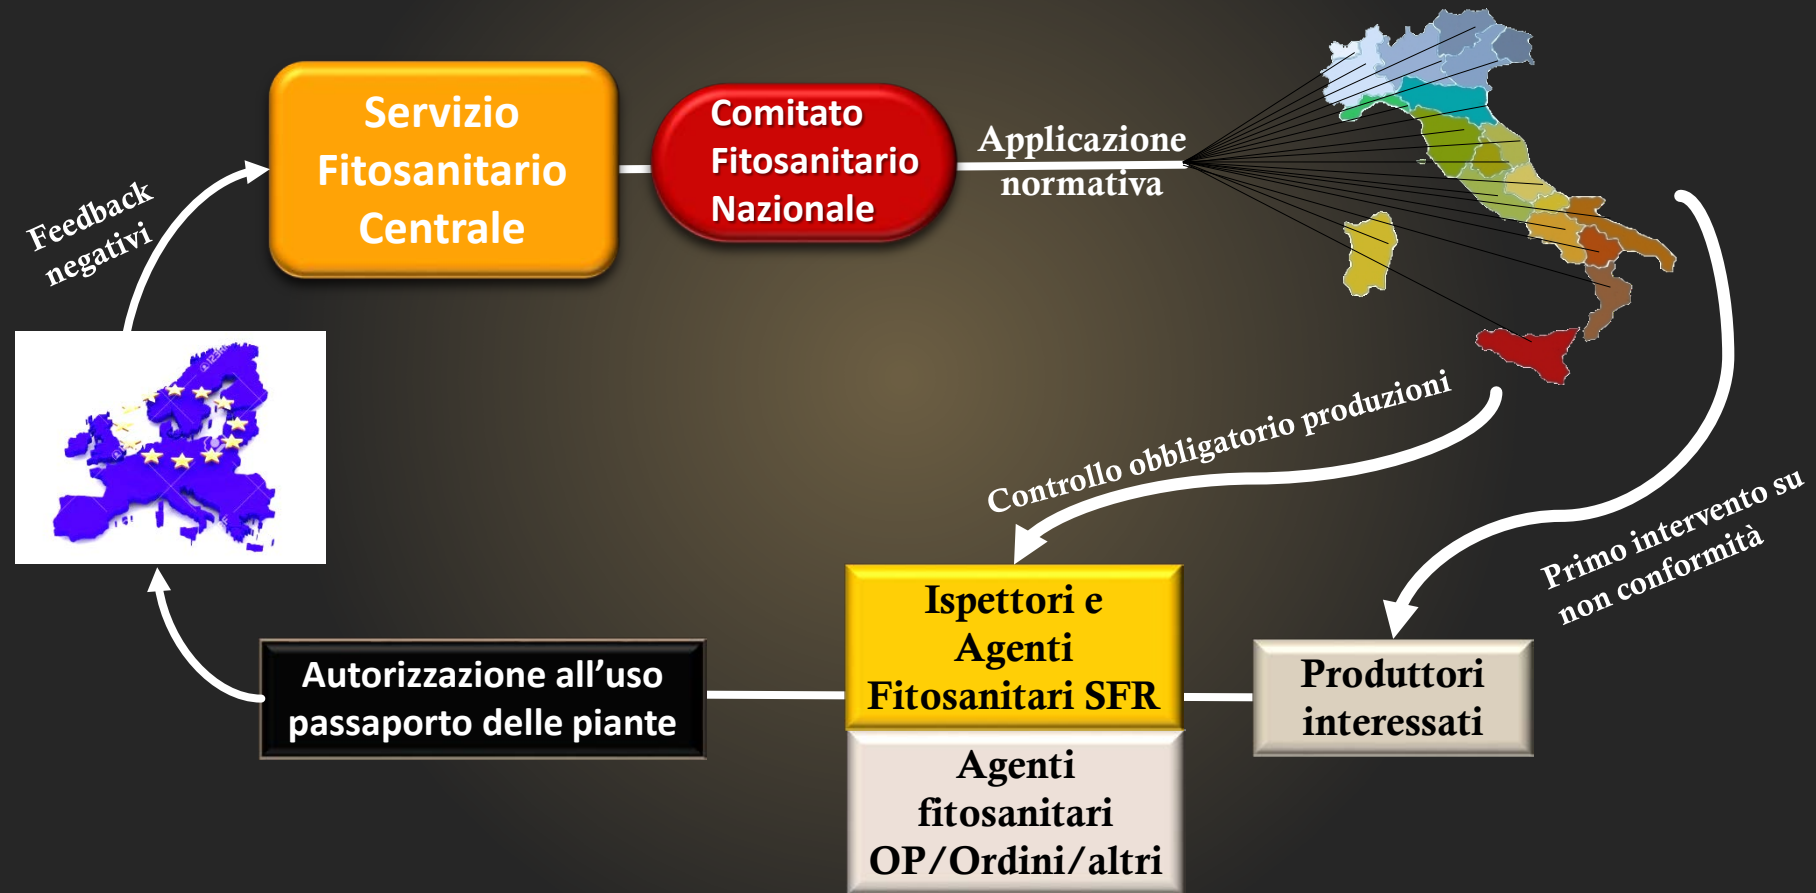 Servizio
Fitosanitario
Centrale
Comitato
Fitosanitario
Nazionale
Applicazione
normativa
Feedback
negativi
Controllo obbligatorio produzioni
Primo intervento su
non conformità
Ispettori e
Agenti
Fitosanitari SFR
Produttori
interessati
Autorizzazione all’uso
passaporto delle piante
Agenti
fitosanitari
OP/Ordini/altri